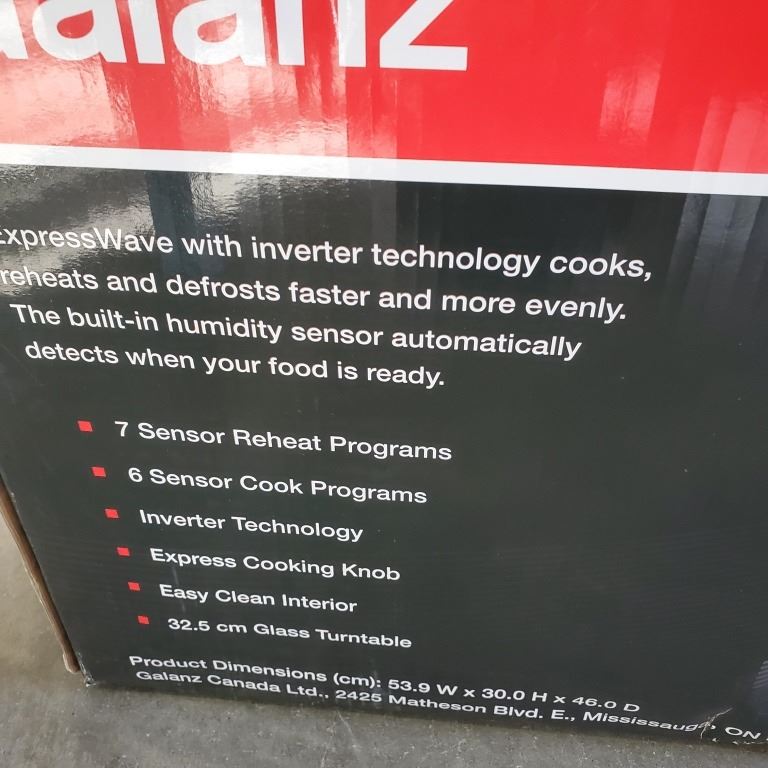 alanz
ExpressWave with inverter technology cooks,
reheats and defrosts faster and more evenly.
The built-in humidity sensor automatically
detects when your food is ready.
7 Sensor Reheat Programs
6 Sensor Cook Programs
Inverter Technology
Express Cooking Knob
Easy Clean Interior
32.5 cm Glass Turntable
Product Dimensions (cm): 53.9 W x 30.0 H x 46.0 D
Galanz Canada Ltd., 2425 Matheson Blvd. E., Mississauga, ON